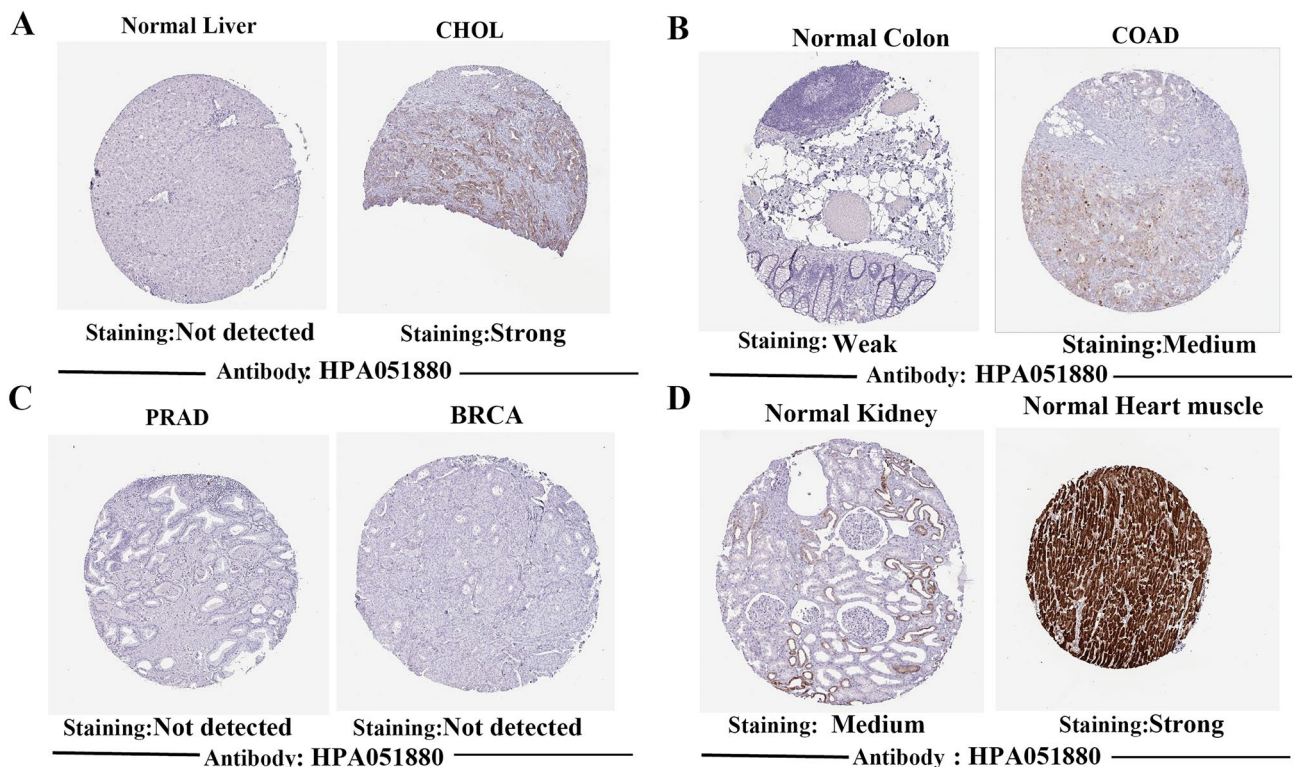 A
Normal Liver
CHOL
Staining:Not detected
Staining:Strong
Antibody: HPA051880
B
Normal Colon
COAD
Staining: Weak
Staining:Medium
Antibody: HPA051880
C
PRAD
BRCA
Staining:Not detected
Staining:Not detected
Antibody: HPA051880
D
Normal Kidney
Normal Heart muscle
Staining: Medium
Staining:Strong
Antibody : HPA051880